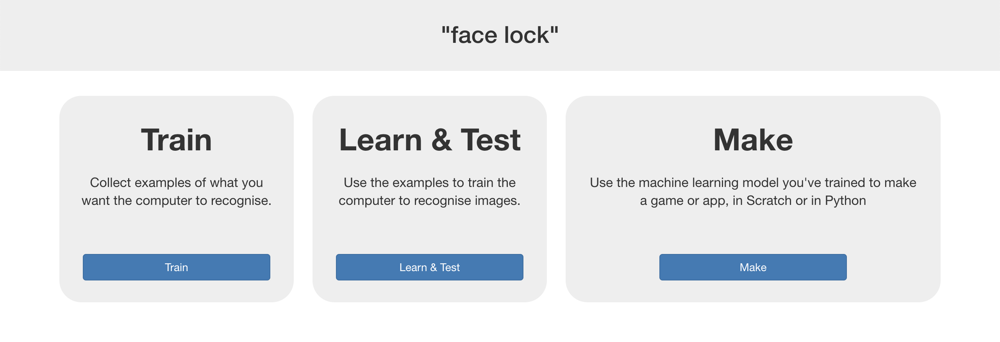 "face lock"
Train
Collect examples of what you
want the computer to recognise.
Train
Learn & Test
Use the examples to train the
computer to recognise images.
Learn & Test
Make
Use the machine learning model you've trained to make
a game or app, in Scratch or in Python
Make